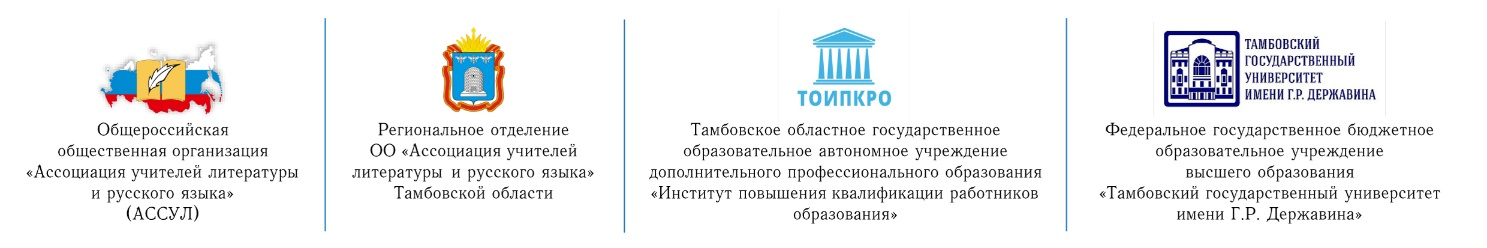 Общероссийская
общественная организация
«Ассоциация учителей литературы
и русского языка»
(АССУЛ)
Региональное отделение
ОО «Ассоциация учителей
литературы и русского языка»
Тамбовской области
ТОИПКРО
Тамбовское областное государственное
образовательное автономное учреждение
дополнительного профессионального образования
«Институт повышения квалификации работников
образования»
ТАМБОВСКИЙ
ГОСУДАРСТВЕННЫЙ
УНИВЕРСИТЕТ
ИМЕНИ Г.Р. ДЕРЖАВИНА
Федеральное государственное бюджетное
образовательное учреждение
высшего образования
«Тамбовский государственный университет
имени Г.Р. Державина»